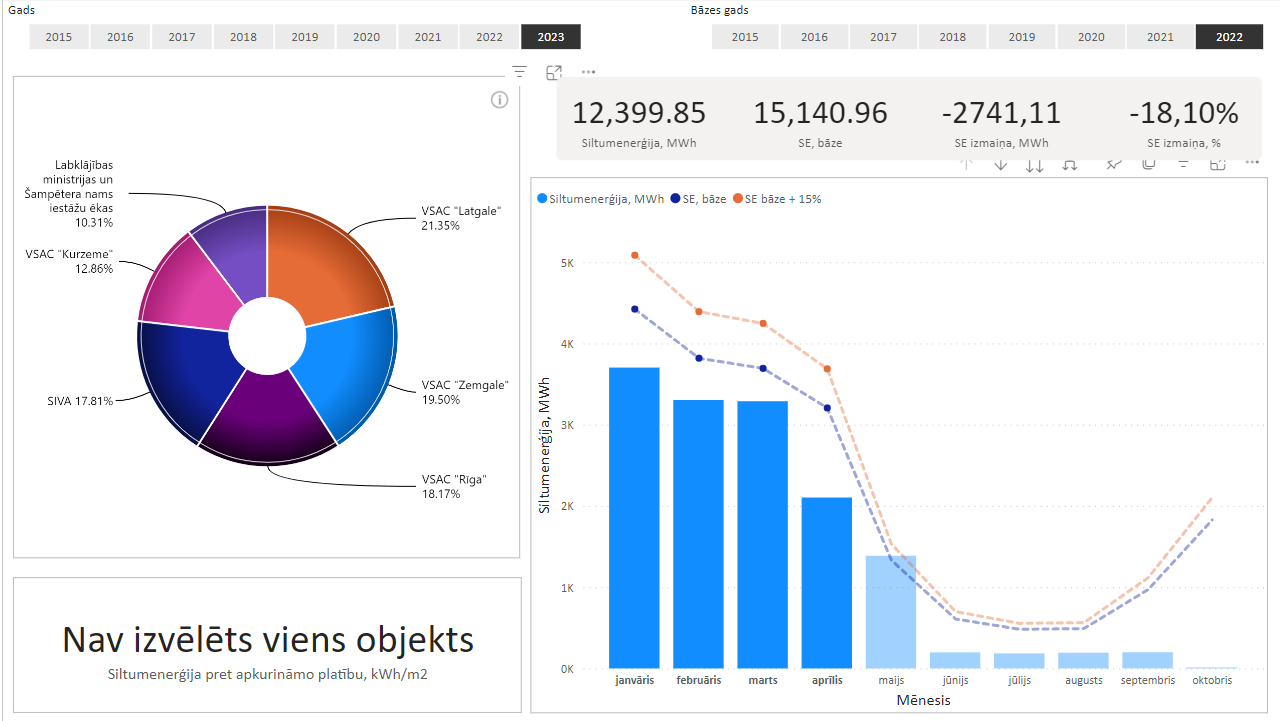 Gads
2015 2016 2017 2018 2019 2020 2021 2022 2023
Bāzes gads
2015 2016 2017 2018 2019 2020 2021 2022
12,399.85
Siltumenerģija, MWh
15,140.96
SE, bāze
-2741,11
SE izmaiņa, MWh
-18,10%
SE izmaiņa, %
Labklājības
ministrijas un
Šampētera nams
iestāžu ēkas
10.31%
VSAC "Latgale"
21.35%
VSAC "Kurzeme"
12.86%
VSAC "Zemgale"
19.50%
SIVA 17.81%
VSAC "Rīga"
18.17%
Nav izvēlēts viens objekts
Siltumenerģija pret apkurināmo platību, kWh/m2
Siltumenerģija, MWh SE, bāze SE bāze + 15%
Siltumenerģija, MWh
5K
4K
3K
2K
1K
0K
janvāris februāris marts aprīlis maijs jūnijs jūlijs augusts septembris oktobris
Mēnesis